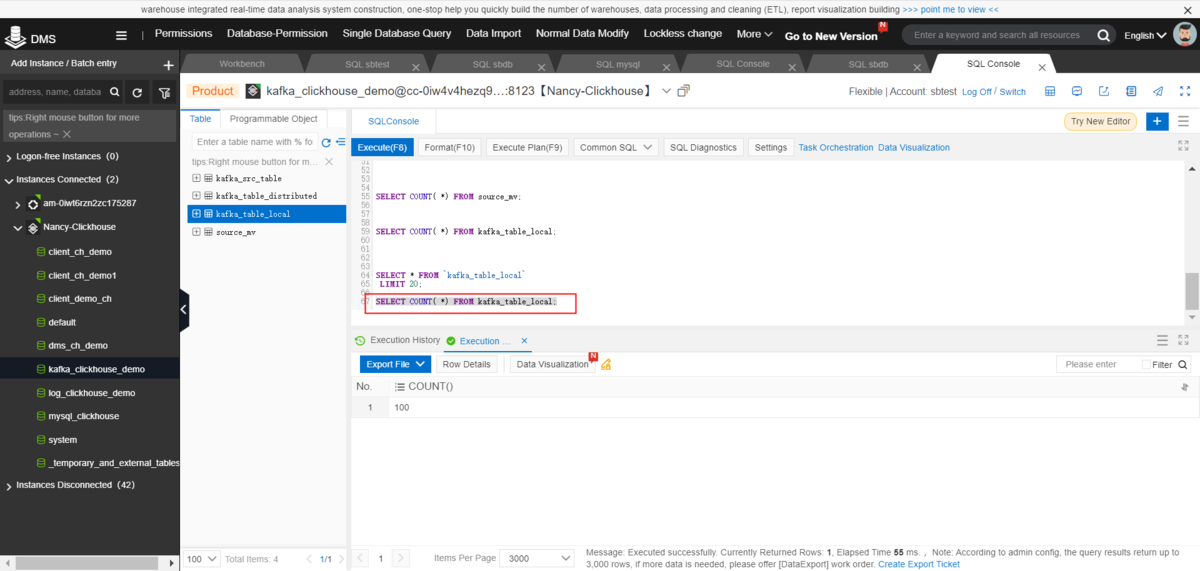 warehouse integrated real-time data analysis system construction, one-stop help you quickly build the number of warehouses, data processing and cleaning (ETL), report visualization building >>> point me to view <<
DMS
Permissions Database-Permission Single Database Query Data Import Normal Data Modify Lockless change More Go to New Version N
Enter a keyword and search all resources English
Add Instance / Batch entry +
Workbench SQL sbtest SQL sbdb SQL mysql SQL Console SQL sbdb SQL Console
address, name, databa
Product kafka_clickhouse_demo@cc-0iw4v4hezq9...:8123【Nancy-Clickhouse】
Flexible | Account: sbtest Log Off / Switch
tips:Right mouse button for more
operations ~
Logon-free Instances (0)
Instances Connected (2)
am-0iwt6rzn2zc175287
Nancy-Clickhouse
client_ch_demo
client_ch_demo1
client_demo_ch
default
dms_ch_demo
kafka_clickhouse_demo
log_clickhouse_demo
mysql_clickhouse
system
_temporary_and_external_tables
Instances Disconnected (42)
Table Programmable Object
Enter a table name with % fo
tips:Right mouse button for m...
kafka_src_table
kafka_table_distributed
kafka_table_local
source_mv
100 Total Items: 4 1/1
SQLConsole
Try New Editor +
Execute(F8) Format(F10) Execute Plan(F9) Common SQL SQL Diagnostics Settings Task Orchestration Data Visualization
51
52
53
54
55 SELECT COUNT( *) FROM source_mv;
56
57
58
59 SELECT COUNT( *) FROM kafka_table_local;
60
61
62
63
64 SELECT * FROM `kafka_table_local`
65 LIMIT 20;
66
67 SELECT COUNT( *) FROM kafka_table_local;
Execution History Execution ...
Export File Row Details Data Visualization N
Please enter Filter
No. COUNT()
1 100
1 Items Per Page 3000
Message: Executed successfully. Currently Returned Rows: 1, Elapsed Time 55 ms. , Note: According to admin config, the query results return up to
3,000 rows, if more data is needed, please offer [DataExport] work order. Create Export Ticket